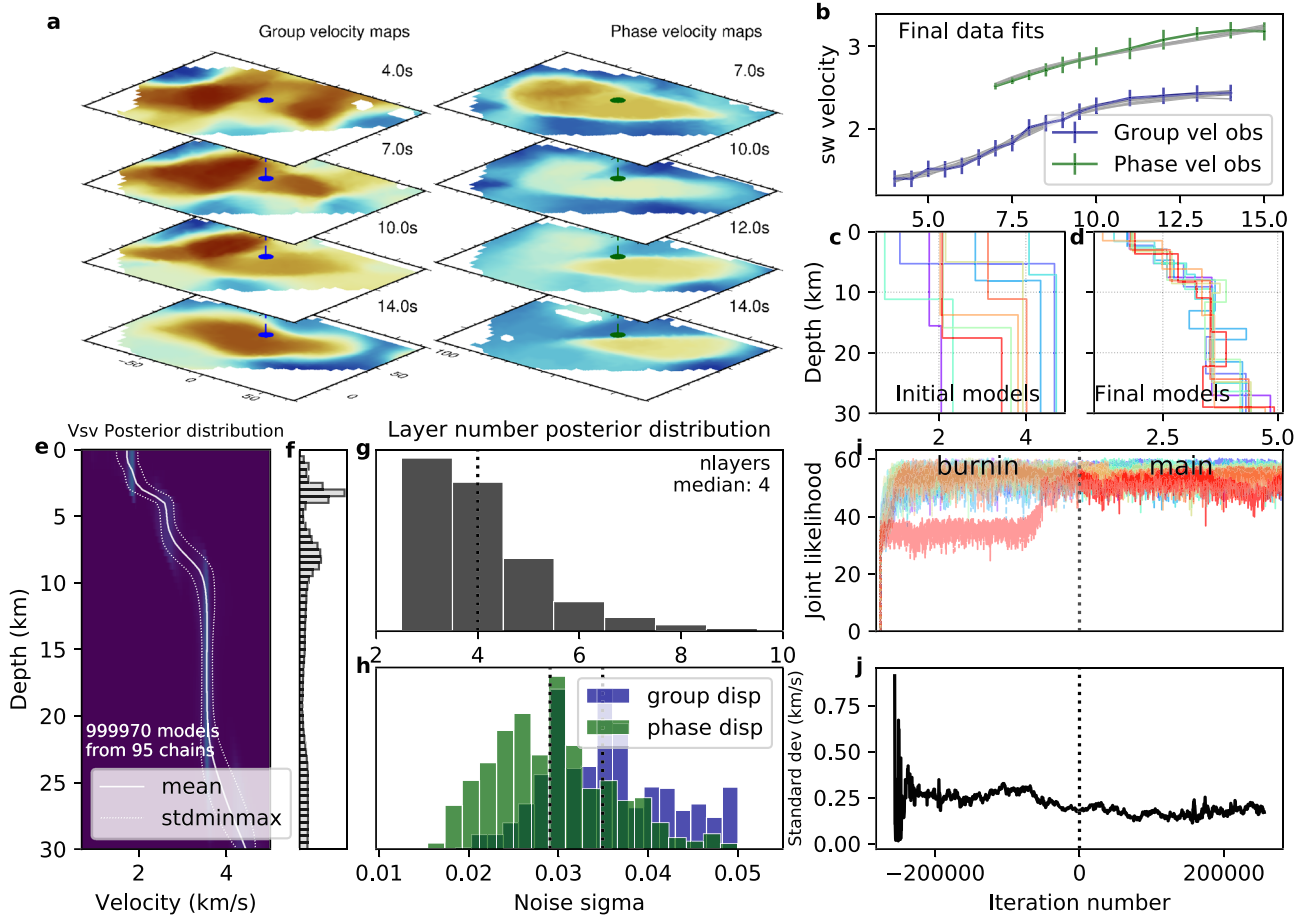 a
Group velocity maps
Phase velocity maps
4.0s
7.0s
7.0s
10.0s
10.0s
12.0s
14.0s
14.0s
−50
0
50
0
50
100
b
Final data fits
sw velocity
3
2
Group vel obs
Phase vel obs
5.0
7.5
10.0
12.5
15.0
c
d
0
10
20
30
Depth (km)
Initial models
Final models
2
4
2.5
5.0
e
Vsv Posterior distribution
f
0
5
10
15
20
25
30
Depth (km)
999970 models
from 95 chains
mean
stdminmax
2
4
Velocity (km/s)
Layer number posterior distribution
g
nlayers
median: 4
2
4
6
8
10
h
group disp
phase disp
0.01
0.02
0.03
0.04
0.05
Noise sigma
i
burnin
main
60
40
20
0
Joint likelihood
j
0.75
0.50
0.25
0.00
Standard dev (km/s)
−200000
0
200000
Iteration number